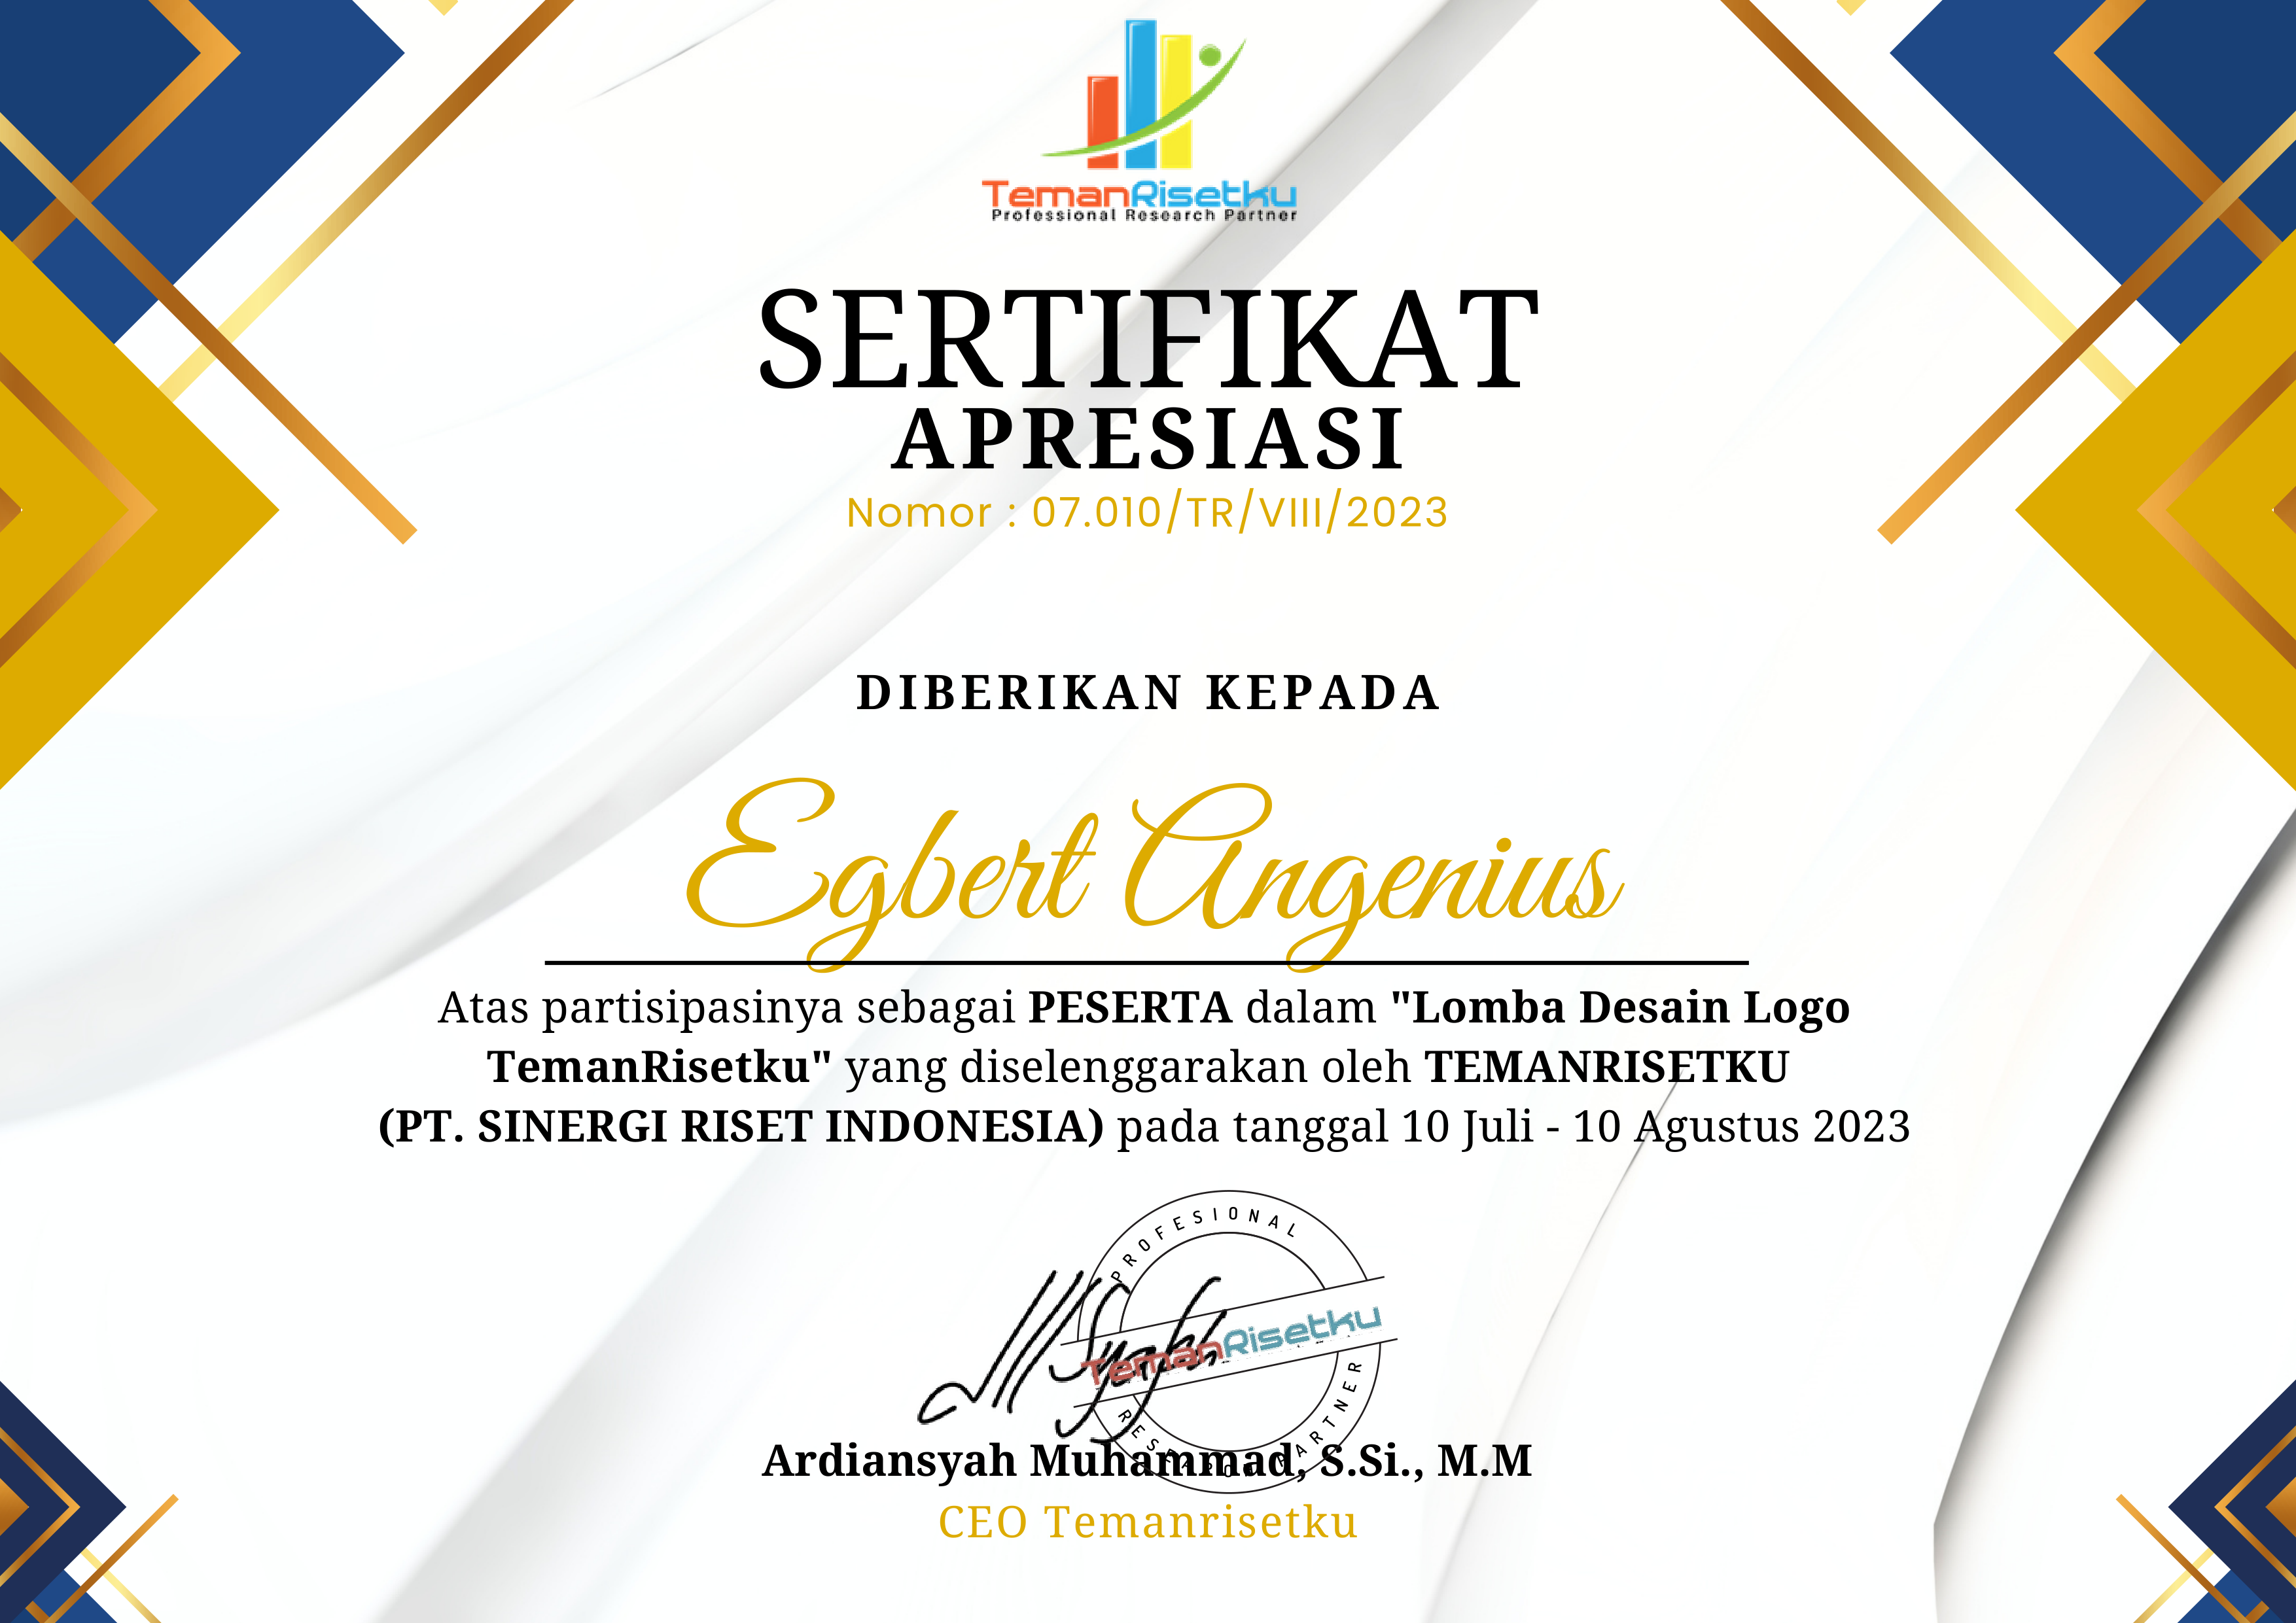 TemanRisetku
Professional Research Partner
SERTIFIKAT
APRESIASI
Nomor : 07.010/TR/VIII/2023
DIBERIKAN KEPADA
Egbert Angenius
Atas partisipasinya sebagai PESERTA dalam "Lomba Desain Logo
TemanRisetku" yang diselenggarakan oleh TEMANRISETKU
(PT. SINERGI RISET INDONESIA) pada tanggal 10 Juli - 10 Agustus 2023
PROFESIONAL
TemanRisetku
PARTNER
Ardiansyah Muhammad, S.Si., M.M
CEO Temanrisetku